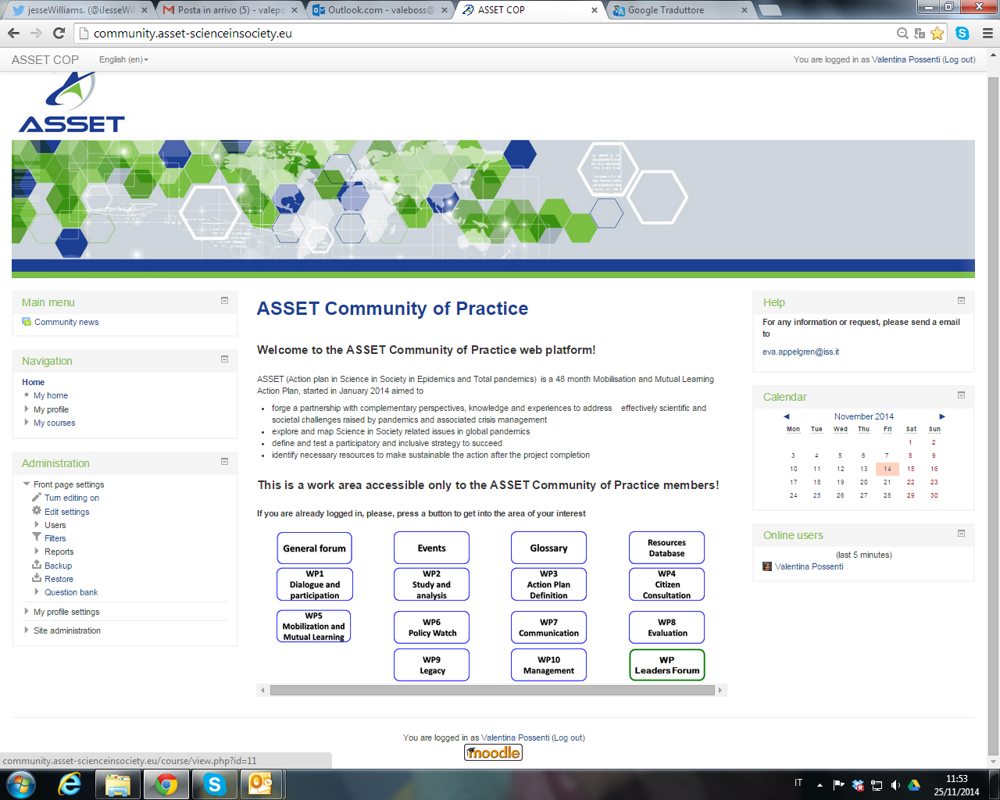 jesseWilliams. (@iJesseWil
Posta in arrivo (5) - valepo
Outlook.com - valeboss@
ASSET COP
Google Traduttore
community.asset-scienceinsociety.eu
ASSET COP
English (en)
You are logged in as Valentina Possenti (Log out)
ASSET
Main menu
Community news
Navigation
Home
My home
My profile
My courses
Administration
Front page settings
Turn editing on
Edit settings
Users
Filters
Reports
Backup
Restore
Question bank
My profile settings
Site administration
ASSET Community of Practice
Welcome to the ASSET Community of Practice web platform!
ASSET (Action plan in Science in Society in Epidemics and Total pandemics) is a 48 month Mobilisation and Mutual Learning
Action Plan, started in January 2014 aimed to
forge a partnership with complementary perspectives, knowledge and experiences to address effectively scientific and
societal challenges raised by pandemics and associated crisis management
explore and map Science in Society related issues in global pandemics
define and test a participatory and inclusive strategy to succeed
identify necessary resources to make sustainable the action after the project completion
This is a work area accessible only to the ASSET Community of Practice members!
If you are already logged in, please, press a button to get into the area of your interest
General forum
Events
Glossary
Resources
Database
WP1
Dialogue and
participation
WP2
Study and
analysis
WP3
Action Plan
Definition
WP4
Citizen
Consultation
WP5
Mobilization and
Mutual Learning
WP6
Policy Watch
WP7
Communication
WP8
Evaluation
WP9
Legacy
WP10
Management
WP
Leaders Forum
Help
For any information or request, please send a email
to
eva.appelgren@iss.it
Calendar
November 2014
Mon Tue Wed Thu Fri Sat Sun
1 2
3 4 5 6 7 8 9
10 11 12 13 14 15 16
17 18 19 20 21 22 23
24 25 26 27 28 29 30
Online users
(last 5 minutes)
Valentina Possenti
You are logged in as Valentina Possenti (Log out)
moodle
community.asset-scienceinsociety.eu/course/view.php?id=11
IT
11:53
25/11/2014